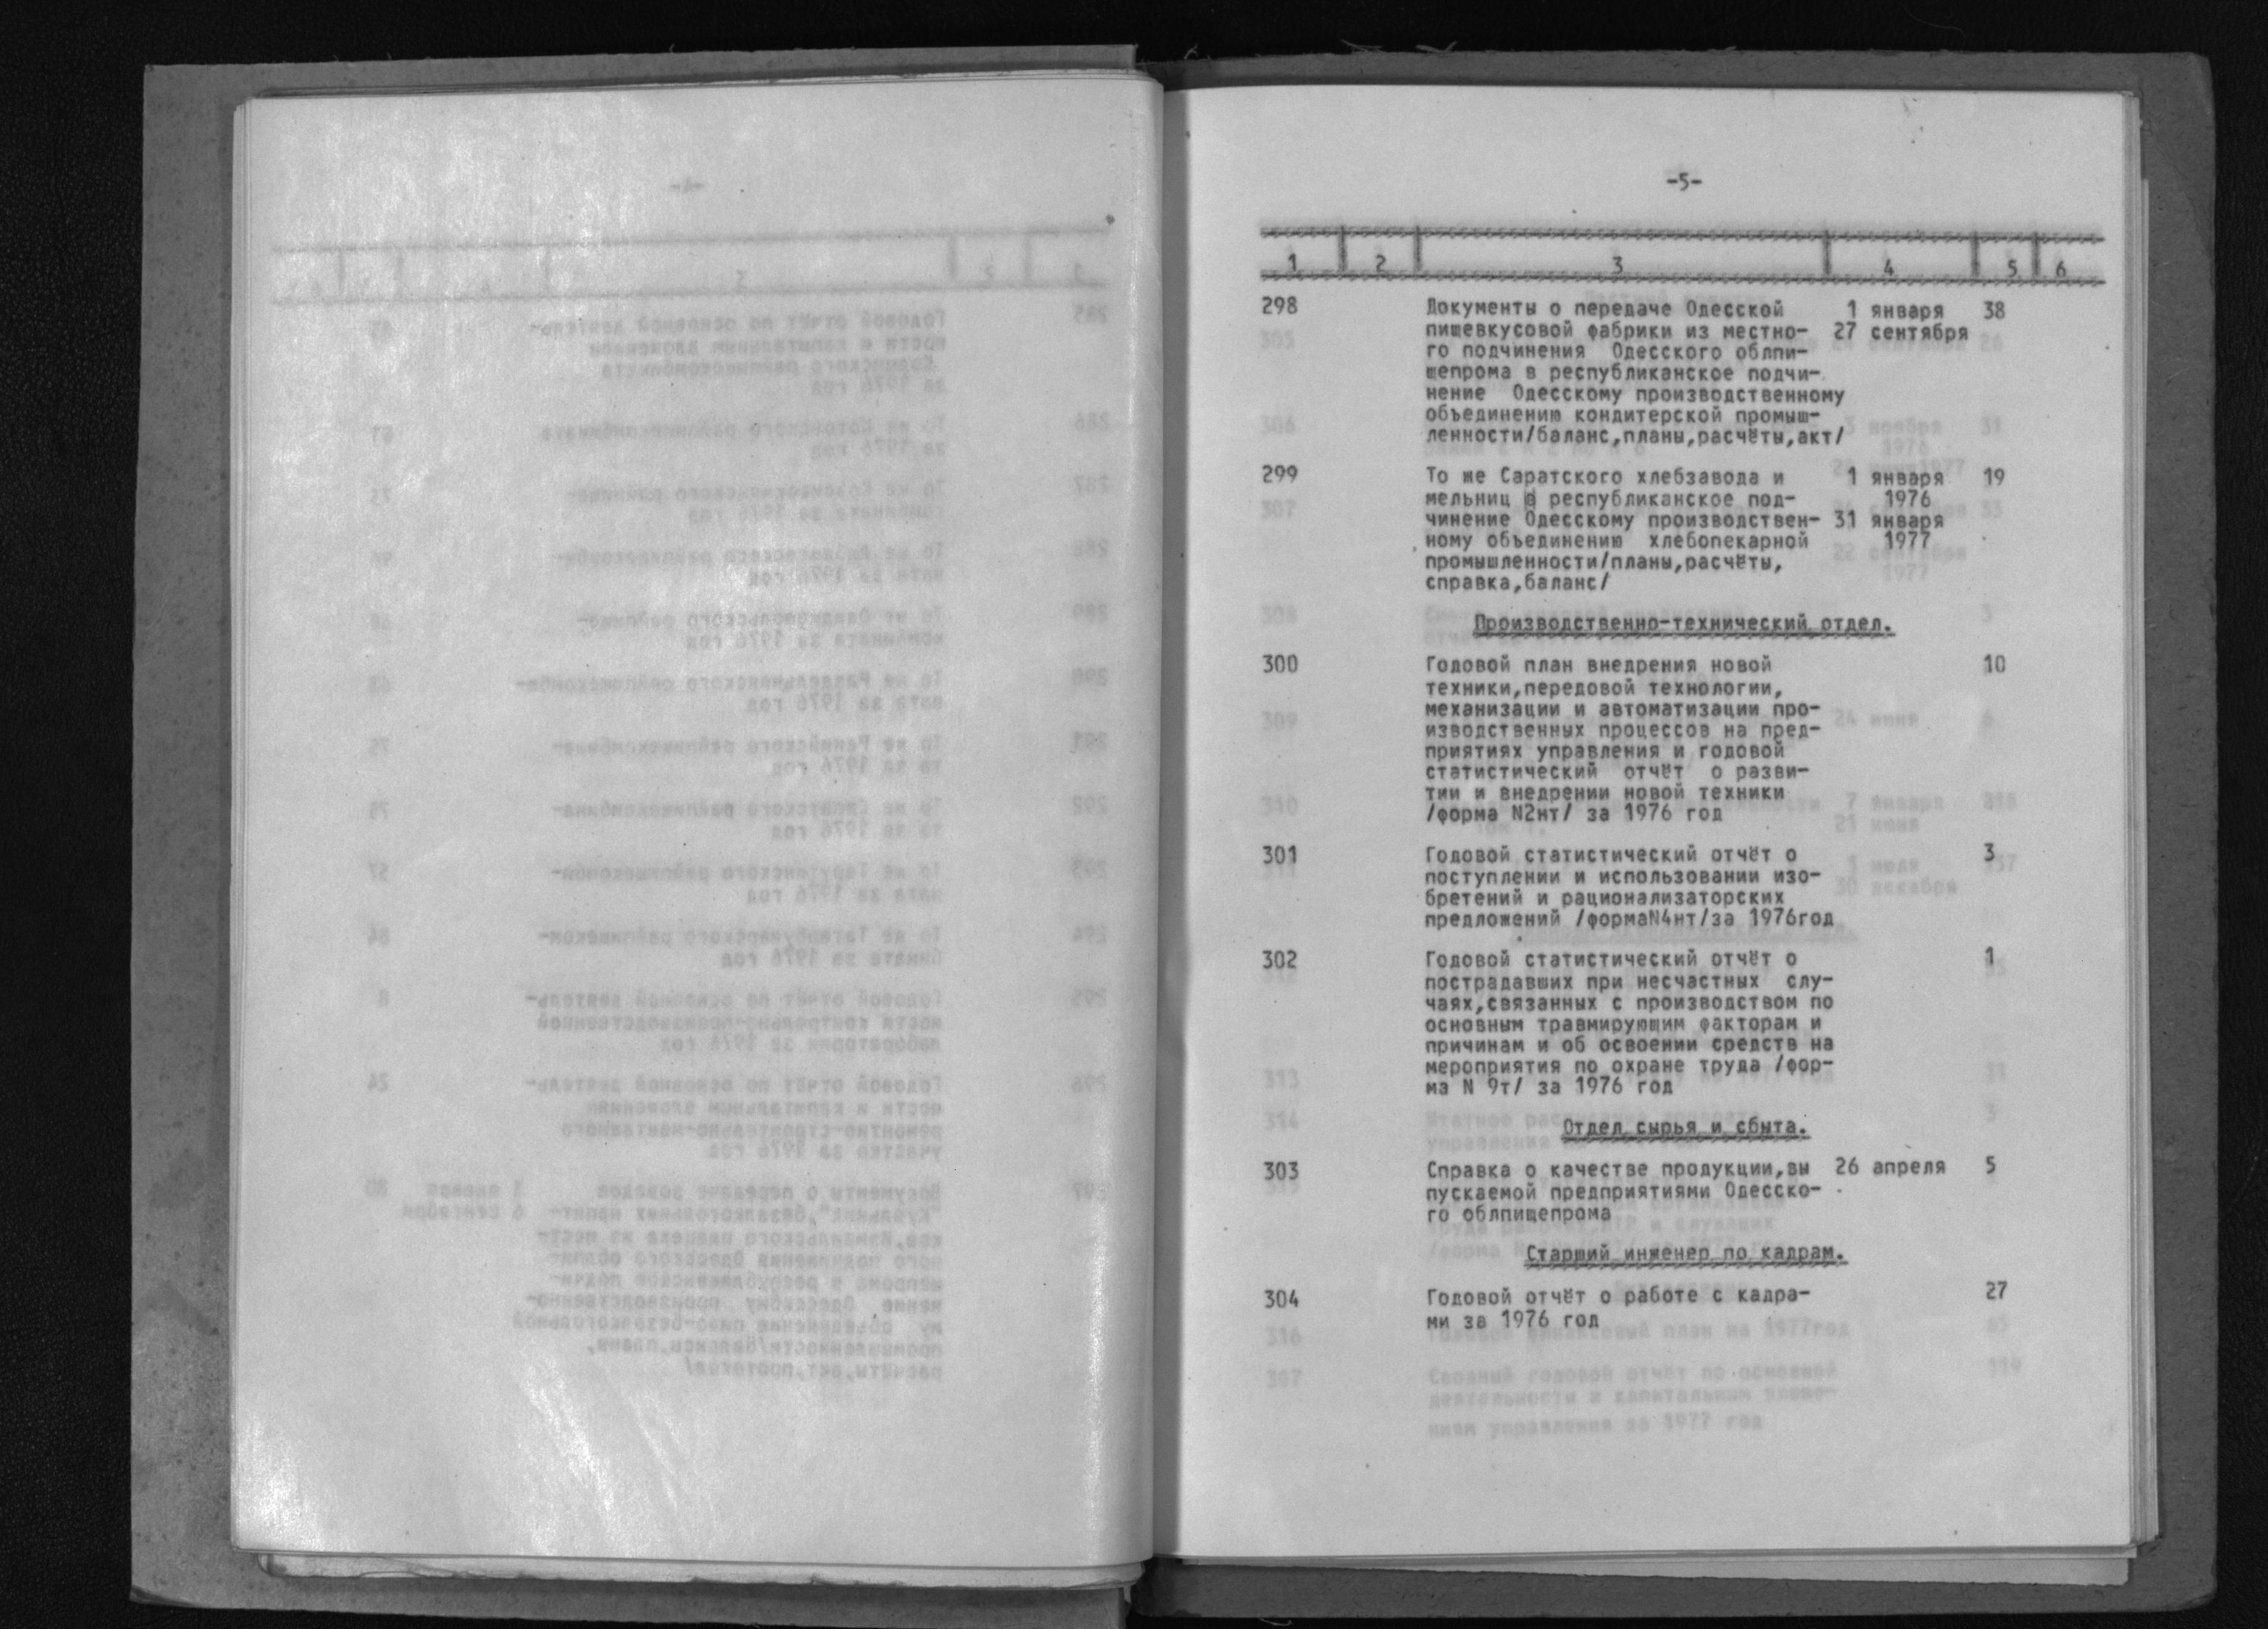 -5-
1 2 3 4 5 6
298 Документы о передаче Одесской 1 января 38
пищевкусовой фабрики из местно- 27 сентября
го подчинения Одесского облпи-
щепрома в республиканское подчи-
нение Одесскому производственному
объединению кондитерской промыш-
ленности/баланс,планы,расчёты,акт/
299 То же Саратского хлебзавода и 1 января 19
мельниц в республиканское под- 1976
чинение Одесскому производствен- 31 января
ному объединению хлебопекарной 1977
промышленности/планы,расчёты,
справка,баланс/
Производственно-технический отдел.
300 Годовой план внедрения новой 10
техники,передовой технологии,
механизации и автоматизации про-
изводственных процессов на пред-
приятиях управления и годовой
статистический отчёт о разви-
тии и внедрении новой техники
/форма N2нт/ за 1976 год
301 Годовой статистический отчёт о 3
поступлении и использовании изо-
бретений и рационализаторских
предложений /формаN4нт/за 1976год
302 Годовой статистический отчёт о 1
пострадавших при несчастных слу-
чаях,связанных с производством по
основным травмирующим факторам и
причинам и об освоении средств на
мероприятия по охране труда /фор-
ма N 9т/ за 1976 год
Отдел сырья и сбыта.
303 Справка о качестве продукции,вы 26 апреля 5
пускаемой предприятиями Одесско-
го облпищепрома
Старший инженер по кадрам.
304 Годовой отчёт о работе с кадра- 27
ми за 1976 год